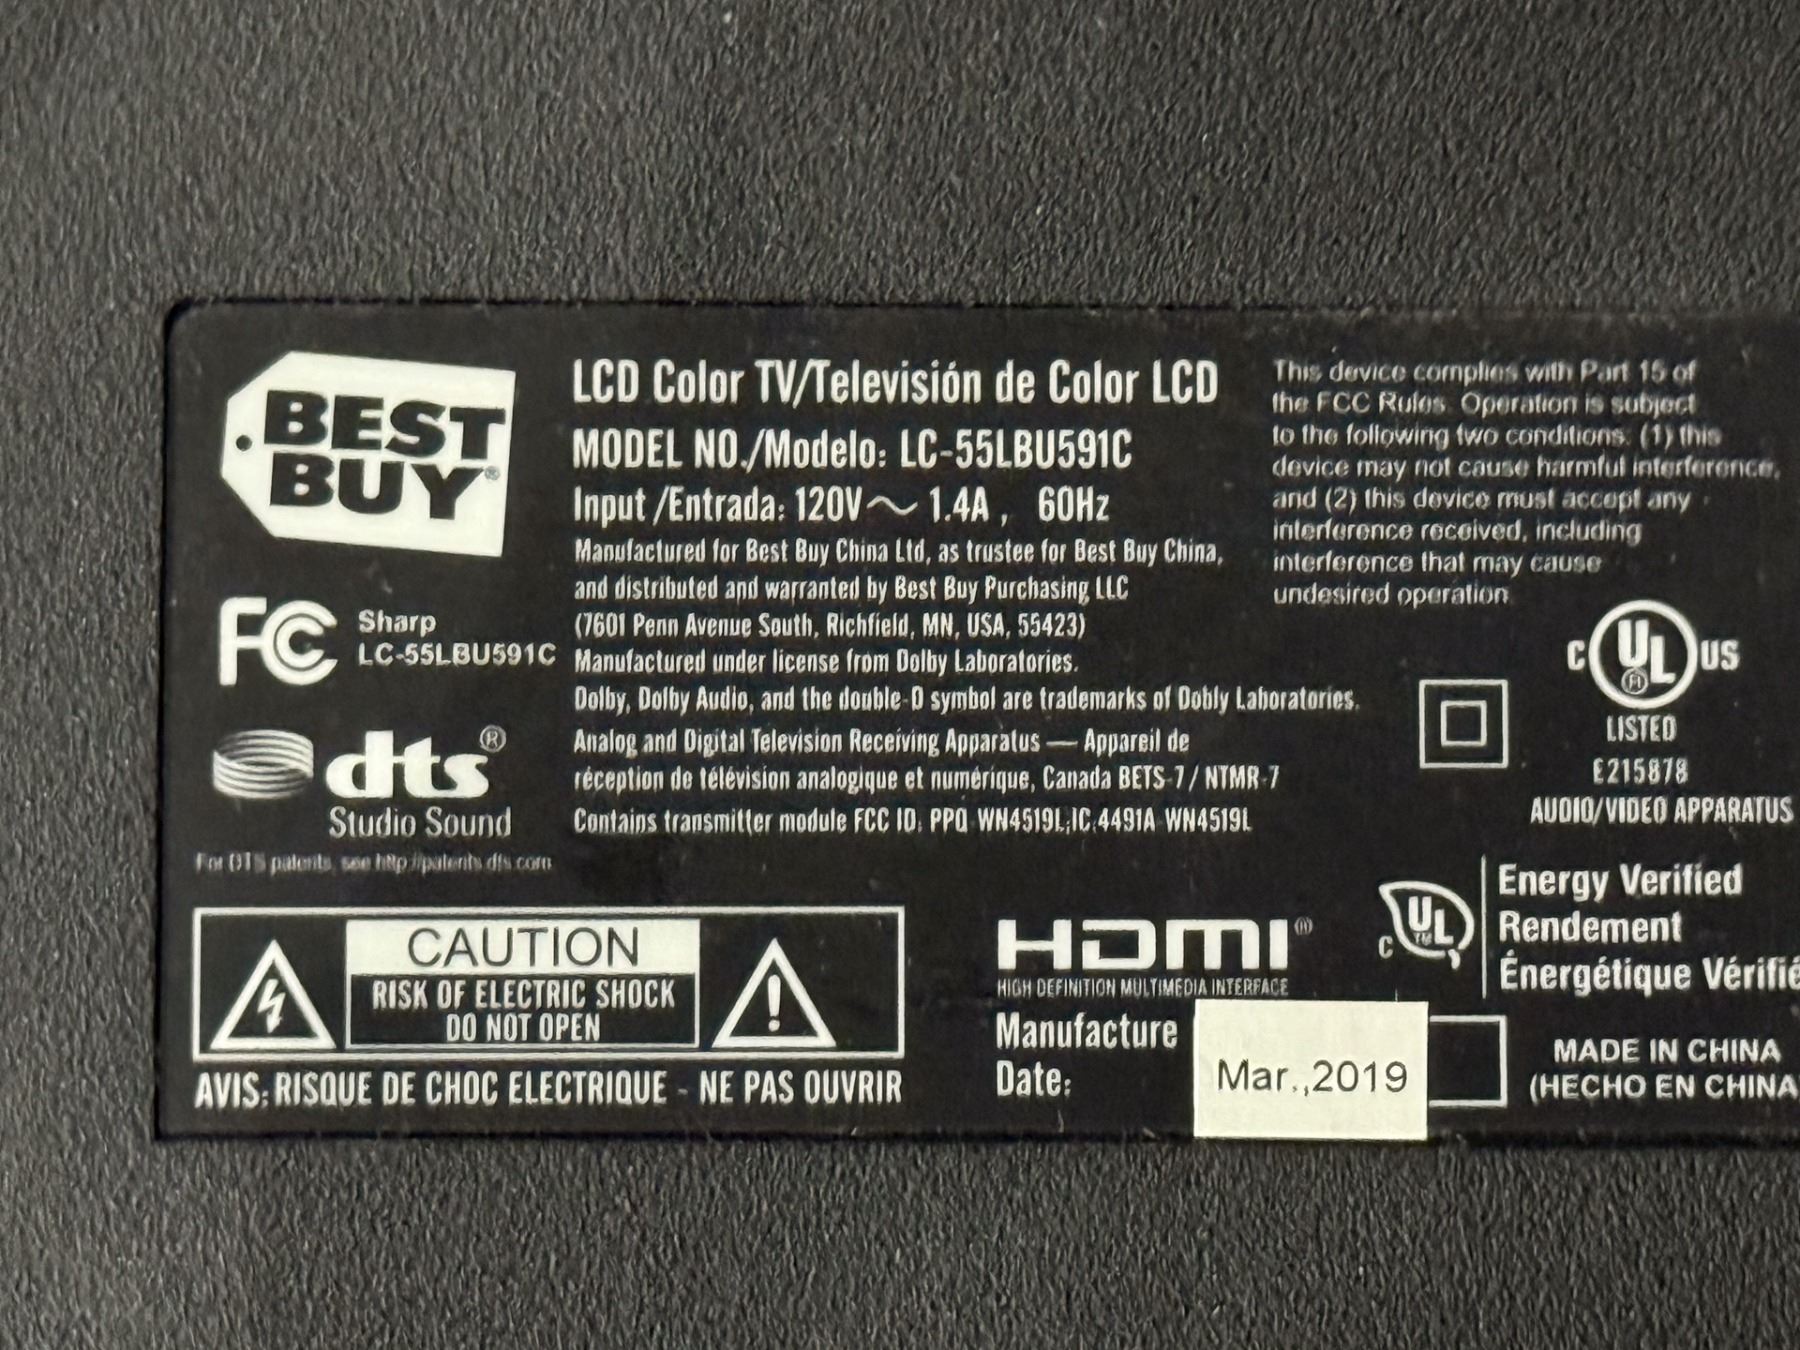 BEST
BUY®
LCD Color TV/Televisión de Color LCD
MODEL NO./Modelo: LC-55LBU591C
Input /Entrada: 120V～ 1.4A , 60Hz
Manufactured for Best Buy China Ltd, as trustee for Best Buy China,
and distributed and warranted by Best Buy Purchasing LLC
(7601 Penn Avenue South, Richfield, MN, USA, 55423)
Manufactured under license from Dolby Laboratories.
Dolby, Dolby Audio, and the double-D symbol are trademarks of Dobly Laboratories.
Analog and Digital Television Receiving Apparatus — Appareil de
réception de télévision analogique et numérique, Canada BETS-7 / NTMR-7
Contains transmitter module FCC ID: PPQ-WN4519L;IC:4491A-WN4519L
This device complies with Part 15 of
the FCC Rules. Operation is subject
to the following two conditions: (1) this
device may not cause harmful interference,
and (2) this device must accept any
interference received, including
interference that may cause
undesired operation.
FC Sharp
LC-55LBU591C
dts®
Studio Sound
For DTS patents, see http://patents.dts.com
C UL® US
LISTED
E215878
AUDIO/VIDEO APPARATUS
CAUTION
RISK OF ELECTRIC SHOCK
DO NOT OPEN
AVIS: RISQUE DE CHOC ELECTRIQUE - NE PAS OUVRIR
HDMI®
HIGH DEFINITION MULTIMEDIA INTERFACE
C UL™
Energy Verified
Rendement
Énergétique Vérifié
Manufacture
Date:
Mar.,2019
MADE IN CHINA
(HECHO EN CHINA